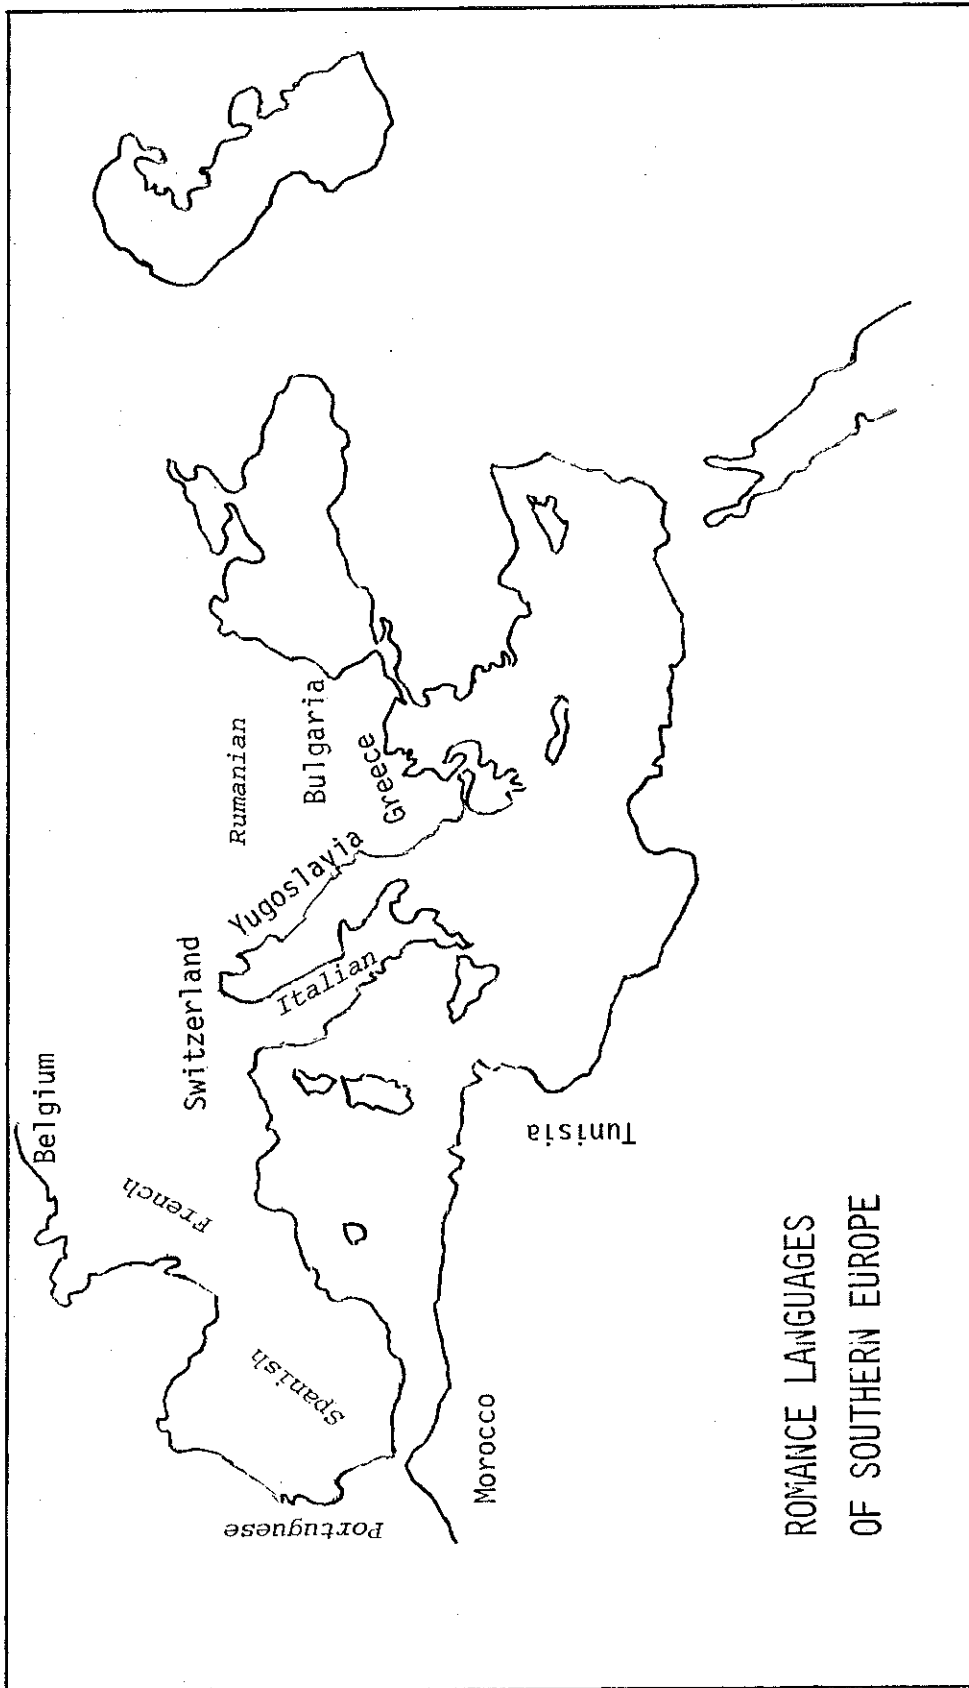 Belgium
French
Switzerland
Rumanian
Yugoslavia
Bulgaria
Italian
Greece
Spanish
Portuguese
Morocco
Tunisia
ROMANCE LANGUAGES
OF SOUTHERN EUROPE